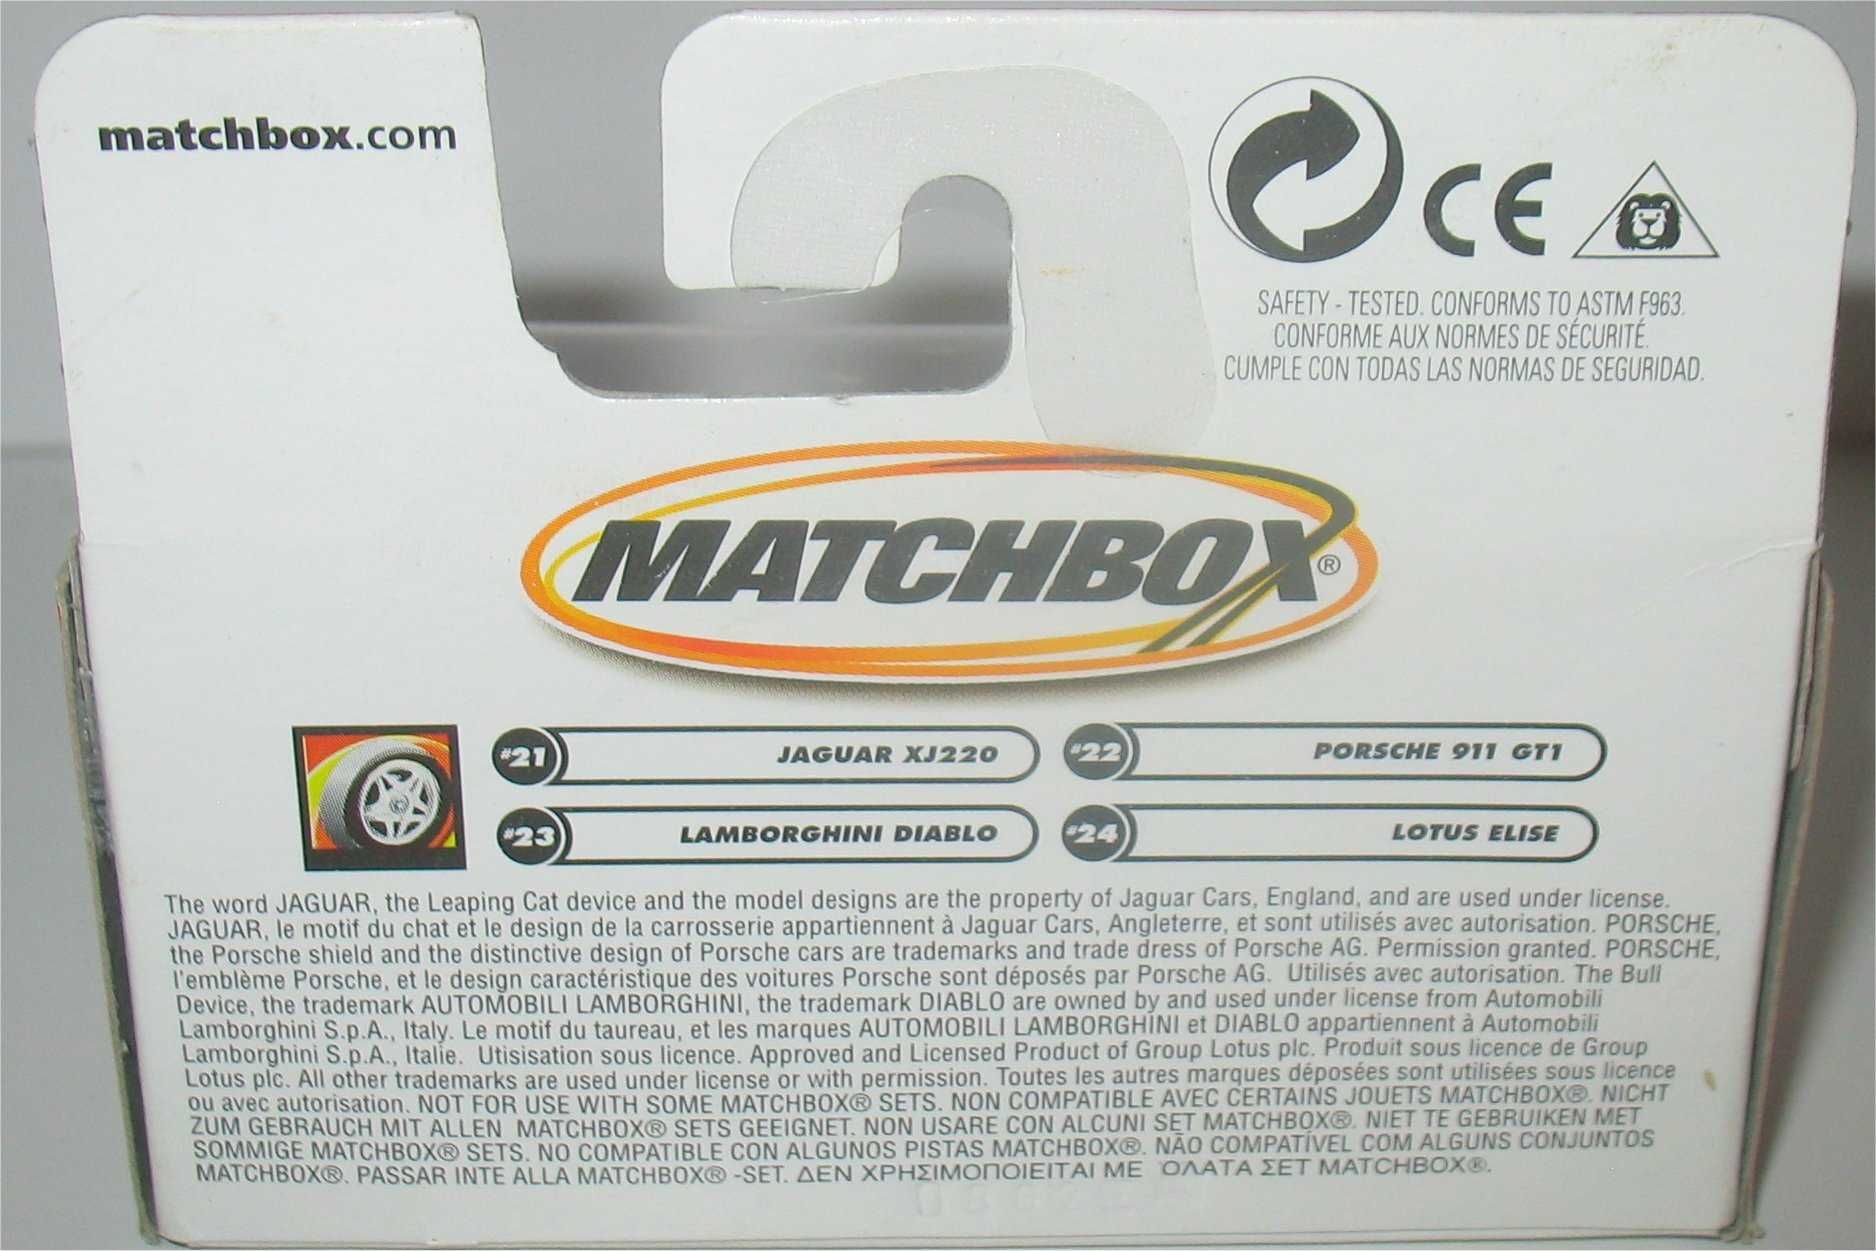 matchbox.com
CE
SAFETY - TESTED. CONFORMS TO ASTM F963.
CONFORME AUX NORMES DE SÉCURITÉ.
CUMPLE CON TODAS LAS NORMAS DE SEGURIDAD.
MATCHBOX®
#21 JAGUAR XJ220
#22 PORSCHE 911 GT1
#23 LAMBORGHINI DIABLO
#24 LOTUS ELISE
The word JAGUAR, the Leaping Cat device and the model designs are the property of Jaguar Cars, England, and are used under license.
JAGUAR, le motif du chat et le design de la carrosserie appartiennent à Jaguar Cars, Angleterre, et sont utilisés avec autorisation. PORSCHE,
the Porsche shield and the distinctive design of Porsche cars are trademarks and trade dress of Porsche AG. Permission granted. PORSCHE,
l'emblème Porsche, et le design caractéristique des voitures Porsche sont déposés par Porsche AG. Utilisés avec autorisation. The Bull
Device, the trademark AUTOMOBILI LAMBORGHINI, the trademark DIABLO are owned by and used under license from Automobili
Lamborghini S.p.A., Italy. Le motif du taureau, et les marques AUTOMOBILI LAMBORGHINI et DIABLO appartiennent à Automobili
Lamborghini S.p.A., Italie. Utisisation sous licence. Approved and Licensed Product of Group Lotus plc. Produit sous licence de Group
Lotus plc. All other trademarks are used under license or with permission. Toutes les autres marques déposées sont utilisées sous licence
ou avec autorisation. NOT FOR USE WITH SOME MATCHBOX® SETS. NON COMPATIBLE AVEC CERTAINS JOUETS MATCHBOX®. NICHT
ZUM GEBRAUCH MIT ALLEN MATCHBOX® SETS GEEIGNET. NON USARE CON ALCUNI SET MATCHBOX®. NIET TE GEBRUIKEN MET
SOMMIGE MATCHBOX® SETS. NO COMPATIBLE CON ALGUNOS PISTAS MATCHBOX®. NÃO COMPATÍVEL COM ALGUNS CONJUNTOS
MATCHBOX®. PASSAR INTE ALLA MATCHBOX® -SET. ΔΕΝ ΧΡΗΣΙΜΟΠΟΙΕΙΤΑΙ ΜΕ ΌΛΑΤΑ ΣΕΤ MATCHBOX®.